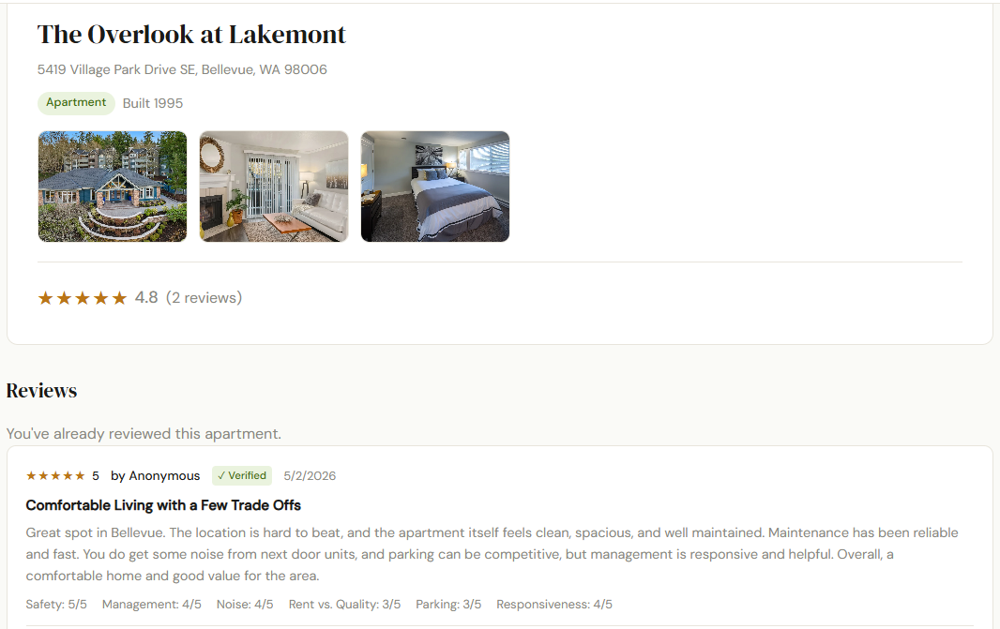 The Overlook at Lakemont
5419 Village Park Drive SE, Bellevue, WA 98006
Apartment Built 1995
★★★★★ 4.8 (2 reviews)
Reviews
You've already reviewed this apartment.
★★★★★ 5 by Anonymous ✓ Verified 5/2/2026
Comfortable Living with a Few Trade Offs
Great spot in Bellevue. The location is hard to beat, and the apartment itself feels clean, spacious, and well maintained. Maintenance has been reliable
and fast. You do get some noise from next door units, and parking can be competitive, but management is responsive and helpful. Overall, a
comfortable home and good value for the area.
Safety: 5/5 Management: 4/5 Noise: 4/5 Rent vs. Quality: 3/5 Parking: 3/5 Responsiveness: 4/5